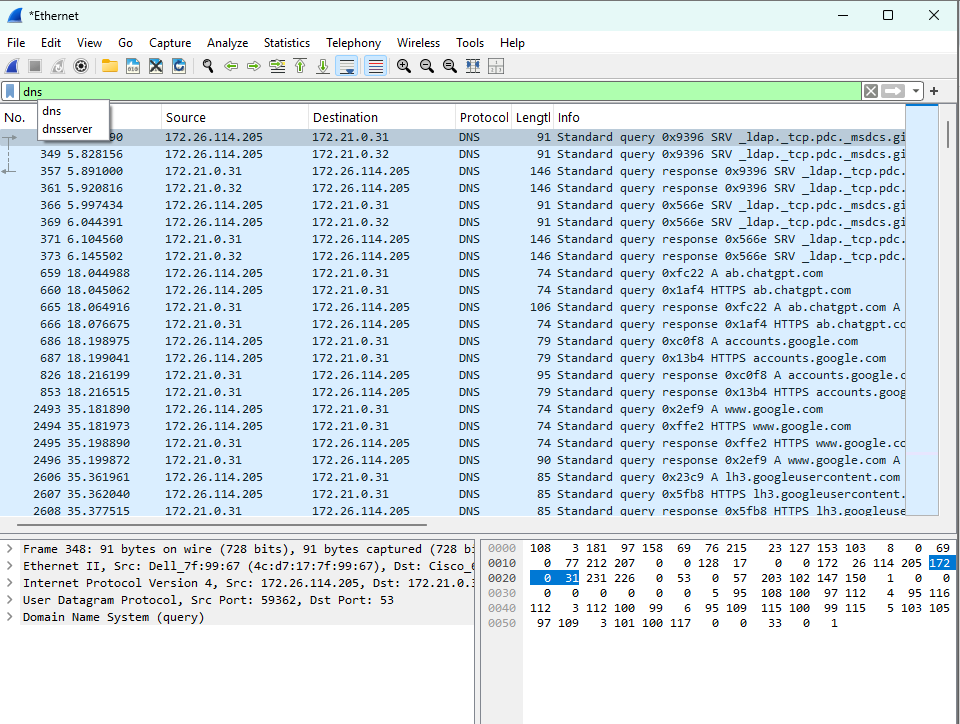 *Ethernet
File Edit View Go Capture Analyze Statistics Telephony Wireless Tools Help
dns
dns
dnsserver
No. Source Destination Protocol Lengtl Info
90 172.26.114.205 172.21.0.31 DNS 91 Standard query 0x9396 SRV _ldap._tcp.pdc._msdcs.gi
349 5.828156 172.26.114.205 172.21.0.32 DNS 91 Standard query 0x9396 SRV _ldap._tcp.pdc._msdcs.gi
357 5.891000 172.21.0.31 172.26.114.205 DNS 146 Standard query response 0x9396 SRV _ldap._tcp.pdc.
361 5.920816 172.21.0.32 172.26.114.205 DNS 146 Standard query response 0x9396 SRV _ldap._tcp.pdc.
366 5.997434 172.26.114.205 172.21.0.31 DNS 91 Standard query 0x566e SRV _ldap._tcp.pdc._msdcs.gi
369 6.044391 172.26.114.205 172.21.0.32 DNS 91 Standard query 0x566e SRV _ldap._tcp.pdc._msdcs.gi
371 6.104560 172.21.0.31 172.26.114.205 DNS 146 Standard query response 0x566e SRV _ldap._tcp.pdc.
373 6.145502 172.21.0.32 172.26.114.205 DNS 146 Standard query response 0x566e SRV _ldap._tcp.pdc.
659 18.044988 172.26.114.205 172.21.0.31 DNS 74 Standard query 0xfc22 A ab.chatgpt.com
660 18.045062 172.26.114.205 172.21.0.31 DNS 74 Standard query 0x1af4 HTTPS ab.chatgpt.com
665 18.064916 172.21.0.31 172.26.114.205 DNS 106 Standard query response 0xfc22 A ab.chatgpt.com A
666 18.076675 172.21.0.31 172.26.114.205 DNS 74 Standard query response 0x1af4 HTTPS ab.chatgpt.co
686 18.198975 172.26.114.205 172.21.0.31 DNS 79 Standard query 0xc0f8 A accounts.google.com
687 18.199041 172.26.114.205 172.21.0.31 DNS 79 Standard query 0x13b4 HTTPS accounts.google.com
826 18.216199 172.21.0.31 172.26.114.205 DNS 95 Standard query response 0xc0f8 A accounts.google.c
853 18.216515 172.21.0.31 172.26.114.205 DNS 79 Standard query response 0x13b4 HTTPS accounts.goog
2493 35.181890 172.26.114.205 172.21.0.31 DNS 74 Standard query 0x2ef9 A www.google.com
2494 35.181973 172.26.114.205 172.21.0.31 DNS 74 Standard query 0xffe2 HTTPS www.google.com
2495 35.198890 172.21.0.31 172.26.114.205 DNS 74 Standard query response 0xffe2 HTTPS www.google.co
2496 35.199872 172.21.0.31 172.26.114.205 DNS 90 Standard query response 0x2ef9 A www.google.com A
2606 35.361961 172.26.114.205 172.21.0.31 DNS 85 Standard query 0x23c9 A lh3.googleusercontent.com
2607 35.362040 172.26.114.205 172.21.0.31 DNS 85 Standard query 0x5fb8 HTTPS lh3.googleusercontent.
2608 35.377515 172.21.0.31 172.26.114.205 DNS 85 Standard query response 0x5fb8 HTTPS lh3.googleuse
Frame 348: 91 bytes on wire (728 bits), 91 bytes captured (728 bi
Ethernet II, Src: Dell_7f:99:67 (4c:d7:17:7f:99:67), Dst: Cisco_6
Internet Protocol Version 4, Src: 172.26.114.205, Dst: 172.21.0.3
User Datagram Protocol, Src Port: 59362, Dst Port: 53
Domain Name System (query)
0000 108 3 181 97 158 69 76 215 23 127 153 103 8 0 69
0010 0 77 212 207 0 0 128 17 0 0 172 26 114 205 172
0020 0 31 231 226 0 53 0 57 203 102 147 150 1 0 0
0030 0 0 0 0 0 5 95 108 100 97 112 4 95 116
0040 112 3 112 100 99 6 95 109 115 100 99 115 5 103 105
0050 97 109 3 101 100 117 0 0 33 0 1